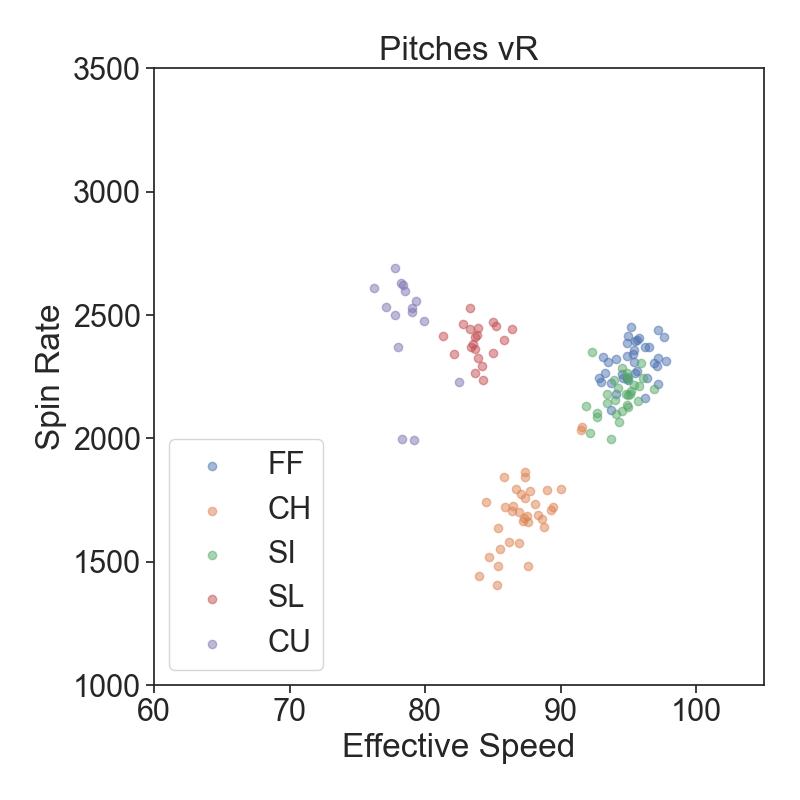 Pitches vR
3500
3000
2500
2000
1500
1000
Spin Rate
FF
CH
SI
SL
CU
60 70 80 90 100
Effective Speed